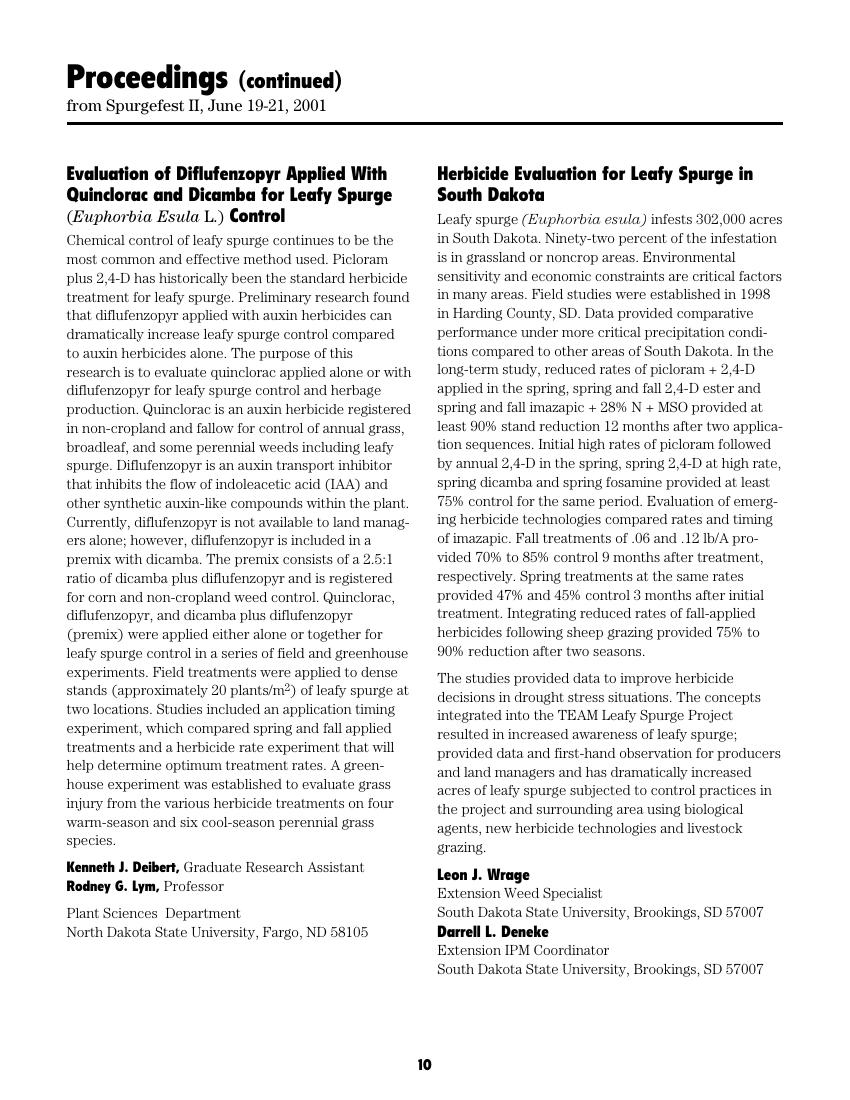 Proceedings (continued)
from Spurgefest II, June 19-21, 2001
Evaluation of Diflufenzopyr Applied With
Quinclorac and Dicamba for Leafy Spurge
(Euphorbia Esula L.) Control
Chemical control of leafy spurge continues to be the
most common and effective method used. Picloram
plus 2,4-D has historically been the standard herbicide
treatment for leafy spurge. Preliminary research found
that diflufenzopyr applied with auxin herbicides can
dramatically increase leafy spurge control compared
to auxin herbicides alone. The purpose of this
research is to evaluate quinclorac applied alone or with
diflufenzopyr for leafy spurge control and herbage
production. Quinclorac is an auxin herbicide registered
in non-cropland and fallow for control of annual grass,
broadleaf, and some perennial weeds including leafy
spurge. Diflufenzopyr is an auxin transport inhibitor
that inhibits the flow of indoleacetic acid (IAA) and
other synthetic auxin-like compounds within the plant.
Currently, diflufenzopyr is not available to land manag-
ers alone; however, diflufenzopyr is included in a
premix with dicamba. The premix consists of a 2.5:1
ratio of dicamba plus diflufenzopyr and is registered
for corn and non-cropland weed control. Quinclorac,
diflufenzopyr, and dicamba plus diflufenzopyr
(premix) were applied either alone or together for
leafy spurge control in a series of field and greenhouse
experiments. Field treatments were applied to dense
stands (approximately 20 plants/m²) of leafy spurge at
two locations. Studies included an application timing
experiment, which compared spring and fall applied
treatments and a herbicide rate experiment that will
help determine optimum treatment rates. A green-
house experiment was established to evaluate grass
injury from the various herbicide treatments on four
warm-season and six cool-season perennial grass
species.
Kenneth J. Deibert, Graduate Research Assistant
Rodney G. Lym, Professor
Plant Sciences Department
North Dakota State University, Fargo, ND 58105
Herbicide Evaluation for Leafy Spurge in
South Dakota
Leafy spurge (Euphorbia esula) infests 302,000 acres
in South Dakota. Ninety-two percent of the infestation
is in grassland or noncrop areas. Environmental
sensitivity and economic constraints are critical factors
in many areas. Field studies were established in 1998
in Harding County, SD. Data provided comparative
performance under more critical precipitation condi-
tions compared to other areas of South Dakota. In the
long-term study, reduced rates of picloram + 2,4-D
applied in the spring, spring and fall 2,4-D ester and
spring and fall imazapic + 28% N + MSO provided at
least 90% stand reduction 12 months after two applica-
tion sequences. Initial high rates of picloram followed
by annual 2,4-D in the spring, spring 2,4-D at high rate,
spring dicamba and spring fosamine provided at least
75% control for the same period. Evaluation of emerg-
ing herbicide technologies compared rates and timing
of imazapic. Fall treatments of .06 and .12 lb/A pro-
vided 70% to 85% control 9 months after treatment,
respectively. Spring treatments at the same rates
provided 47% and 45% control 3 months after initial
treatment. Integrating reduced rates of fall-applied
herbicides following sheep grazing provided 75% to
90% reduction after two seasons.
The studies provided data to improve herbicide
decisions in drought stress situations. The concepts
integrated into the TEAM Leafy Spurge Project
resulted in increased awareness of leafy spurge;
provided data and first-hand observation for producers
and land managers and has dramatically increased
acres of leafy spurge subjected to control practices in
the project and surrounding area using biological
agents, new herbicide technologies and livestock
grazing.
Leon J. Wrage
Extension Weed Specialist
South Dakota State University, Brookings, SD 57007
Darrell L. Deneke
Extension IPM Coordinator
South Dakota State University, Brookings, SD 57007
10